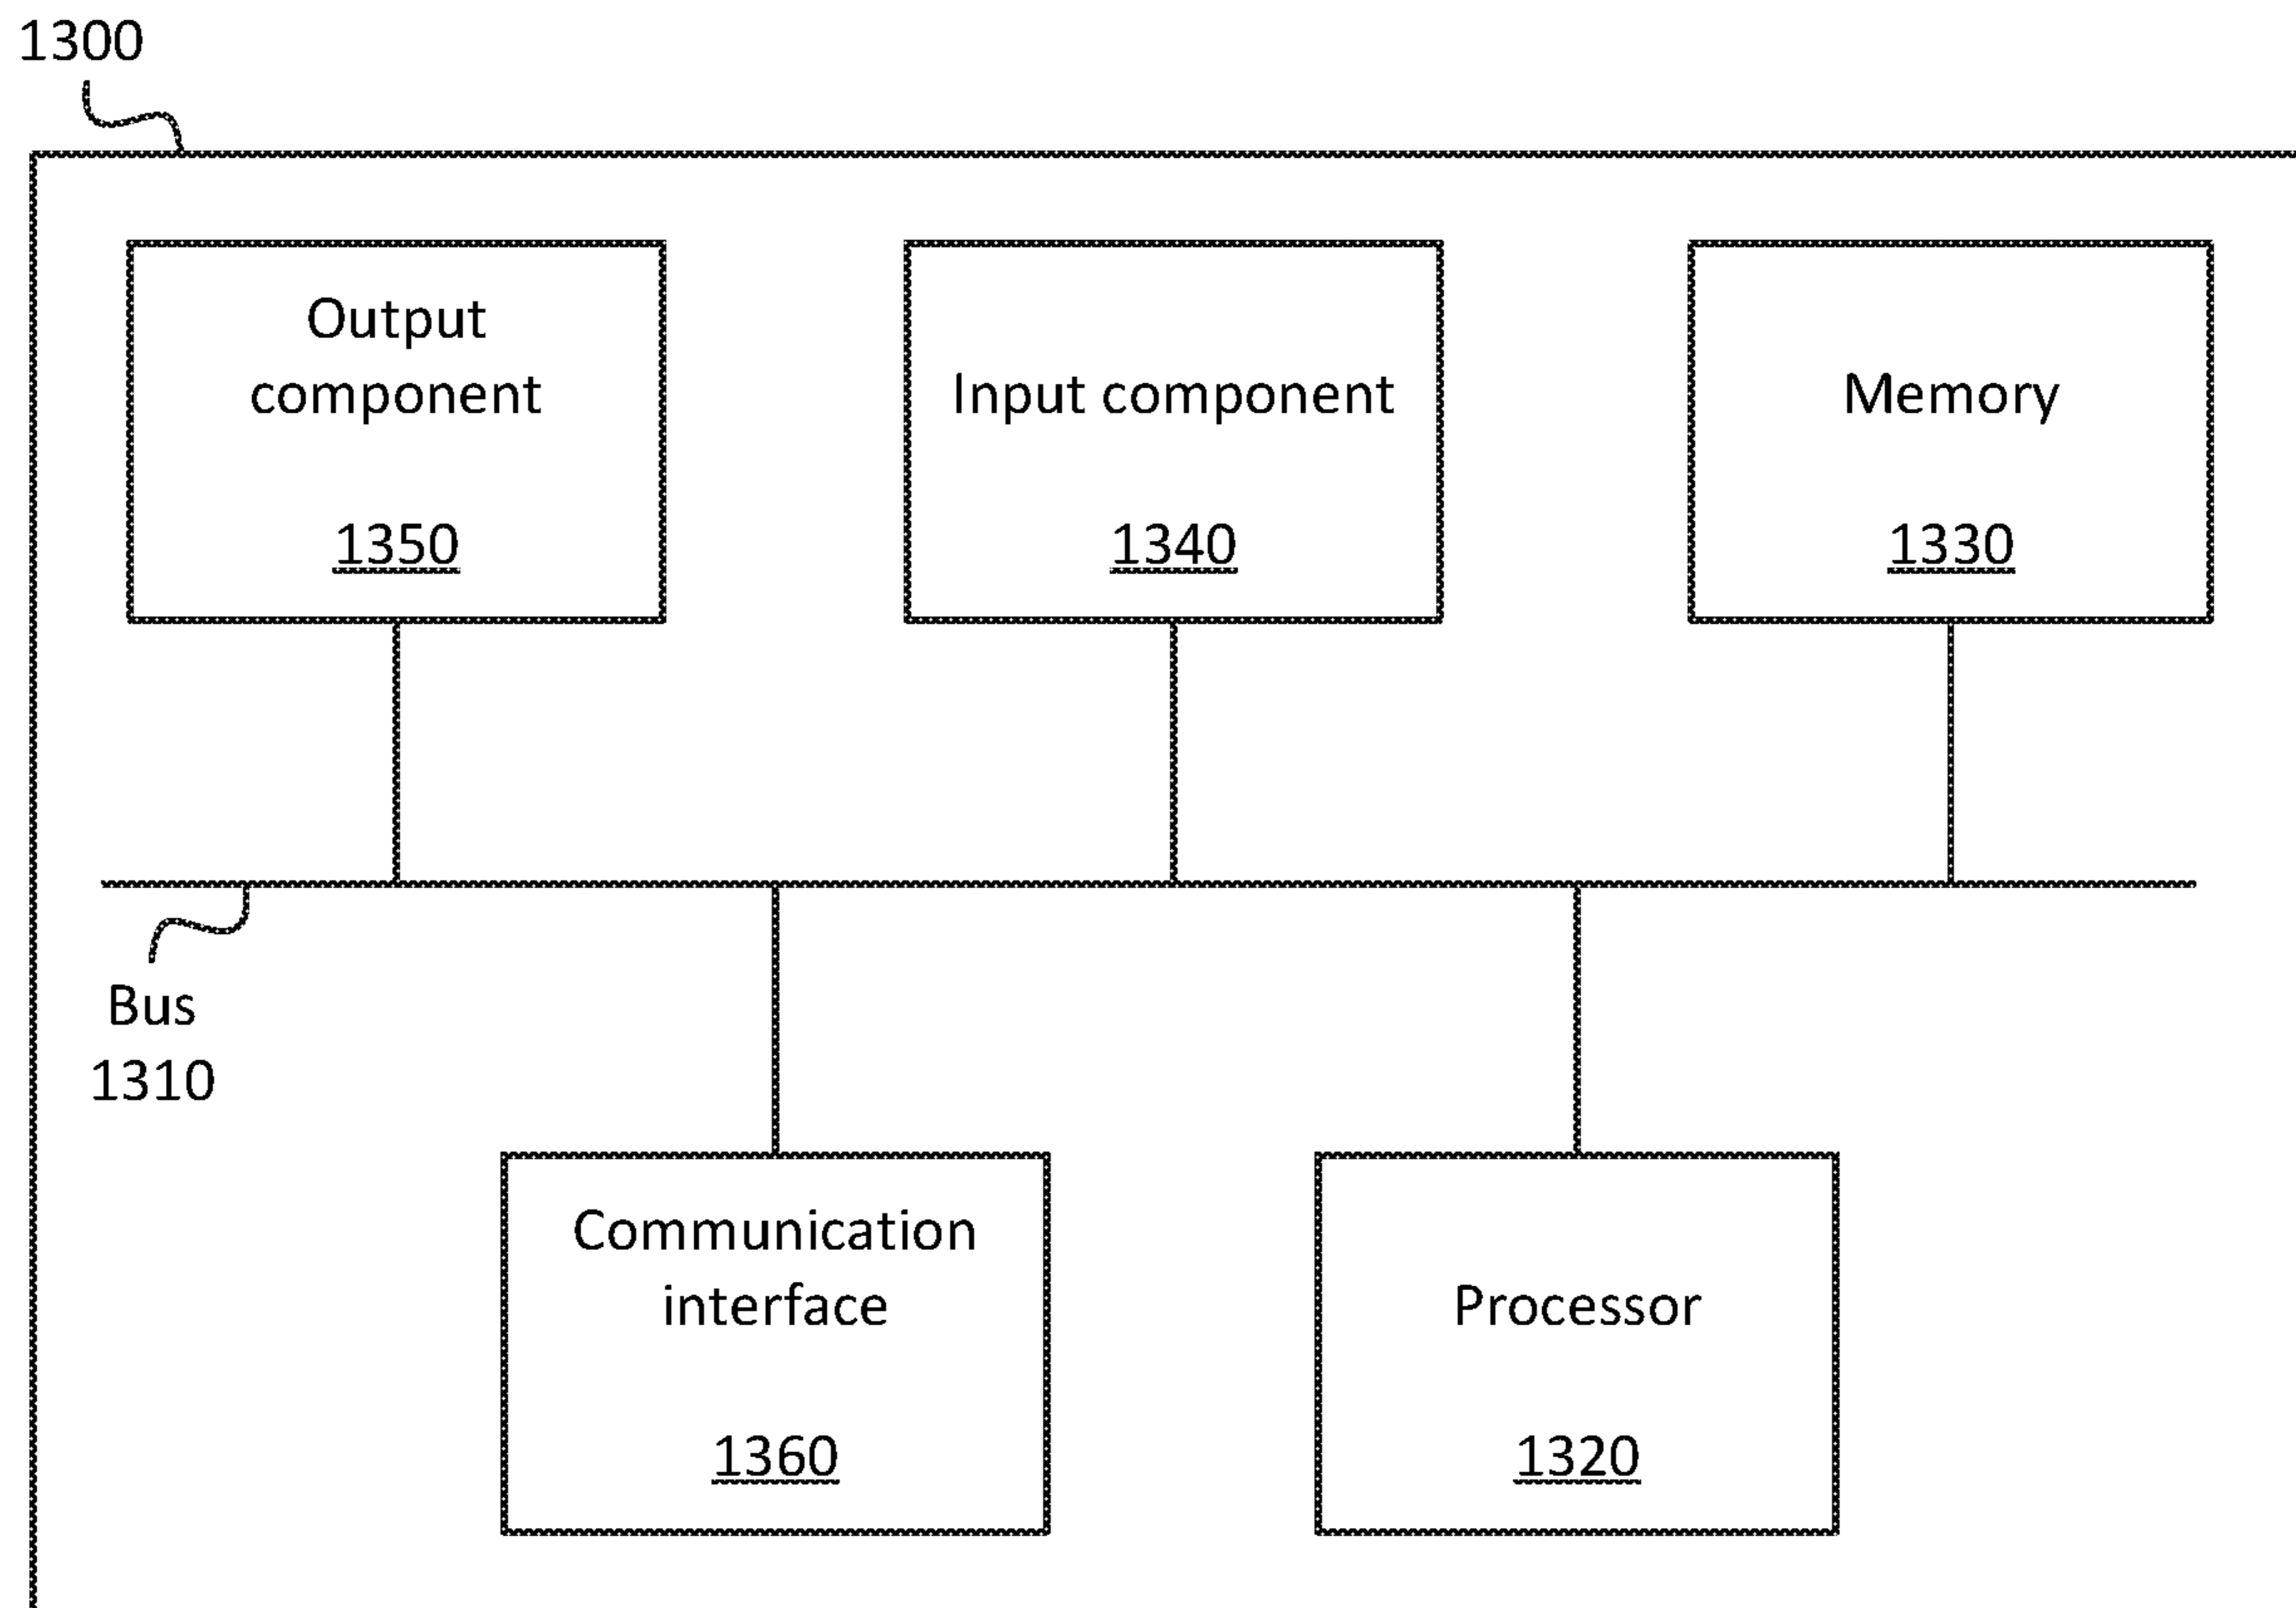 1300
Output
component
1350
Input component
1340
Memory
1330
Bus
1310
Communication
interface
1360
Processor
1320